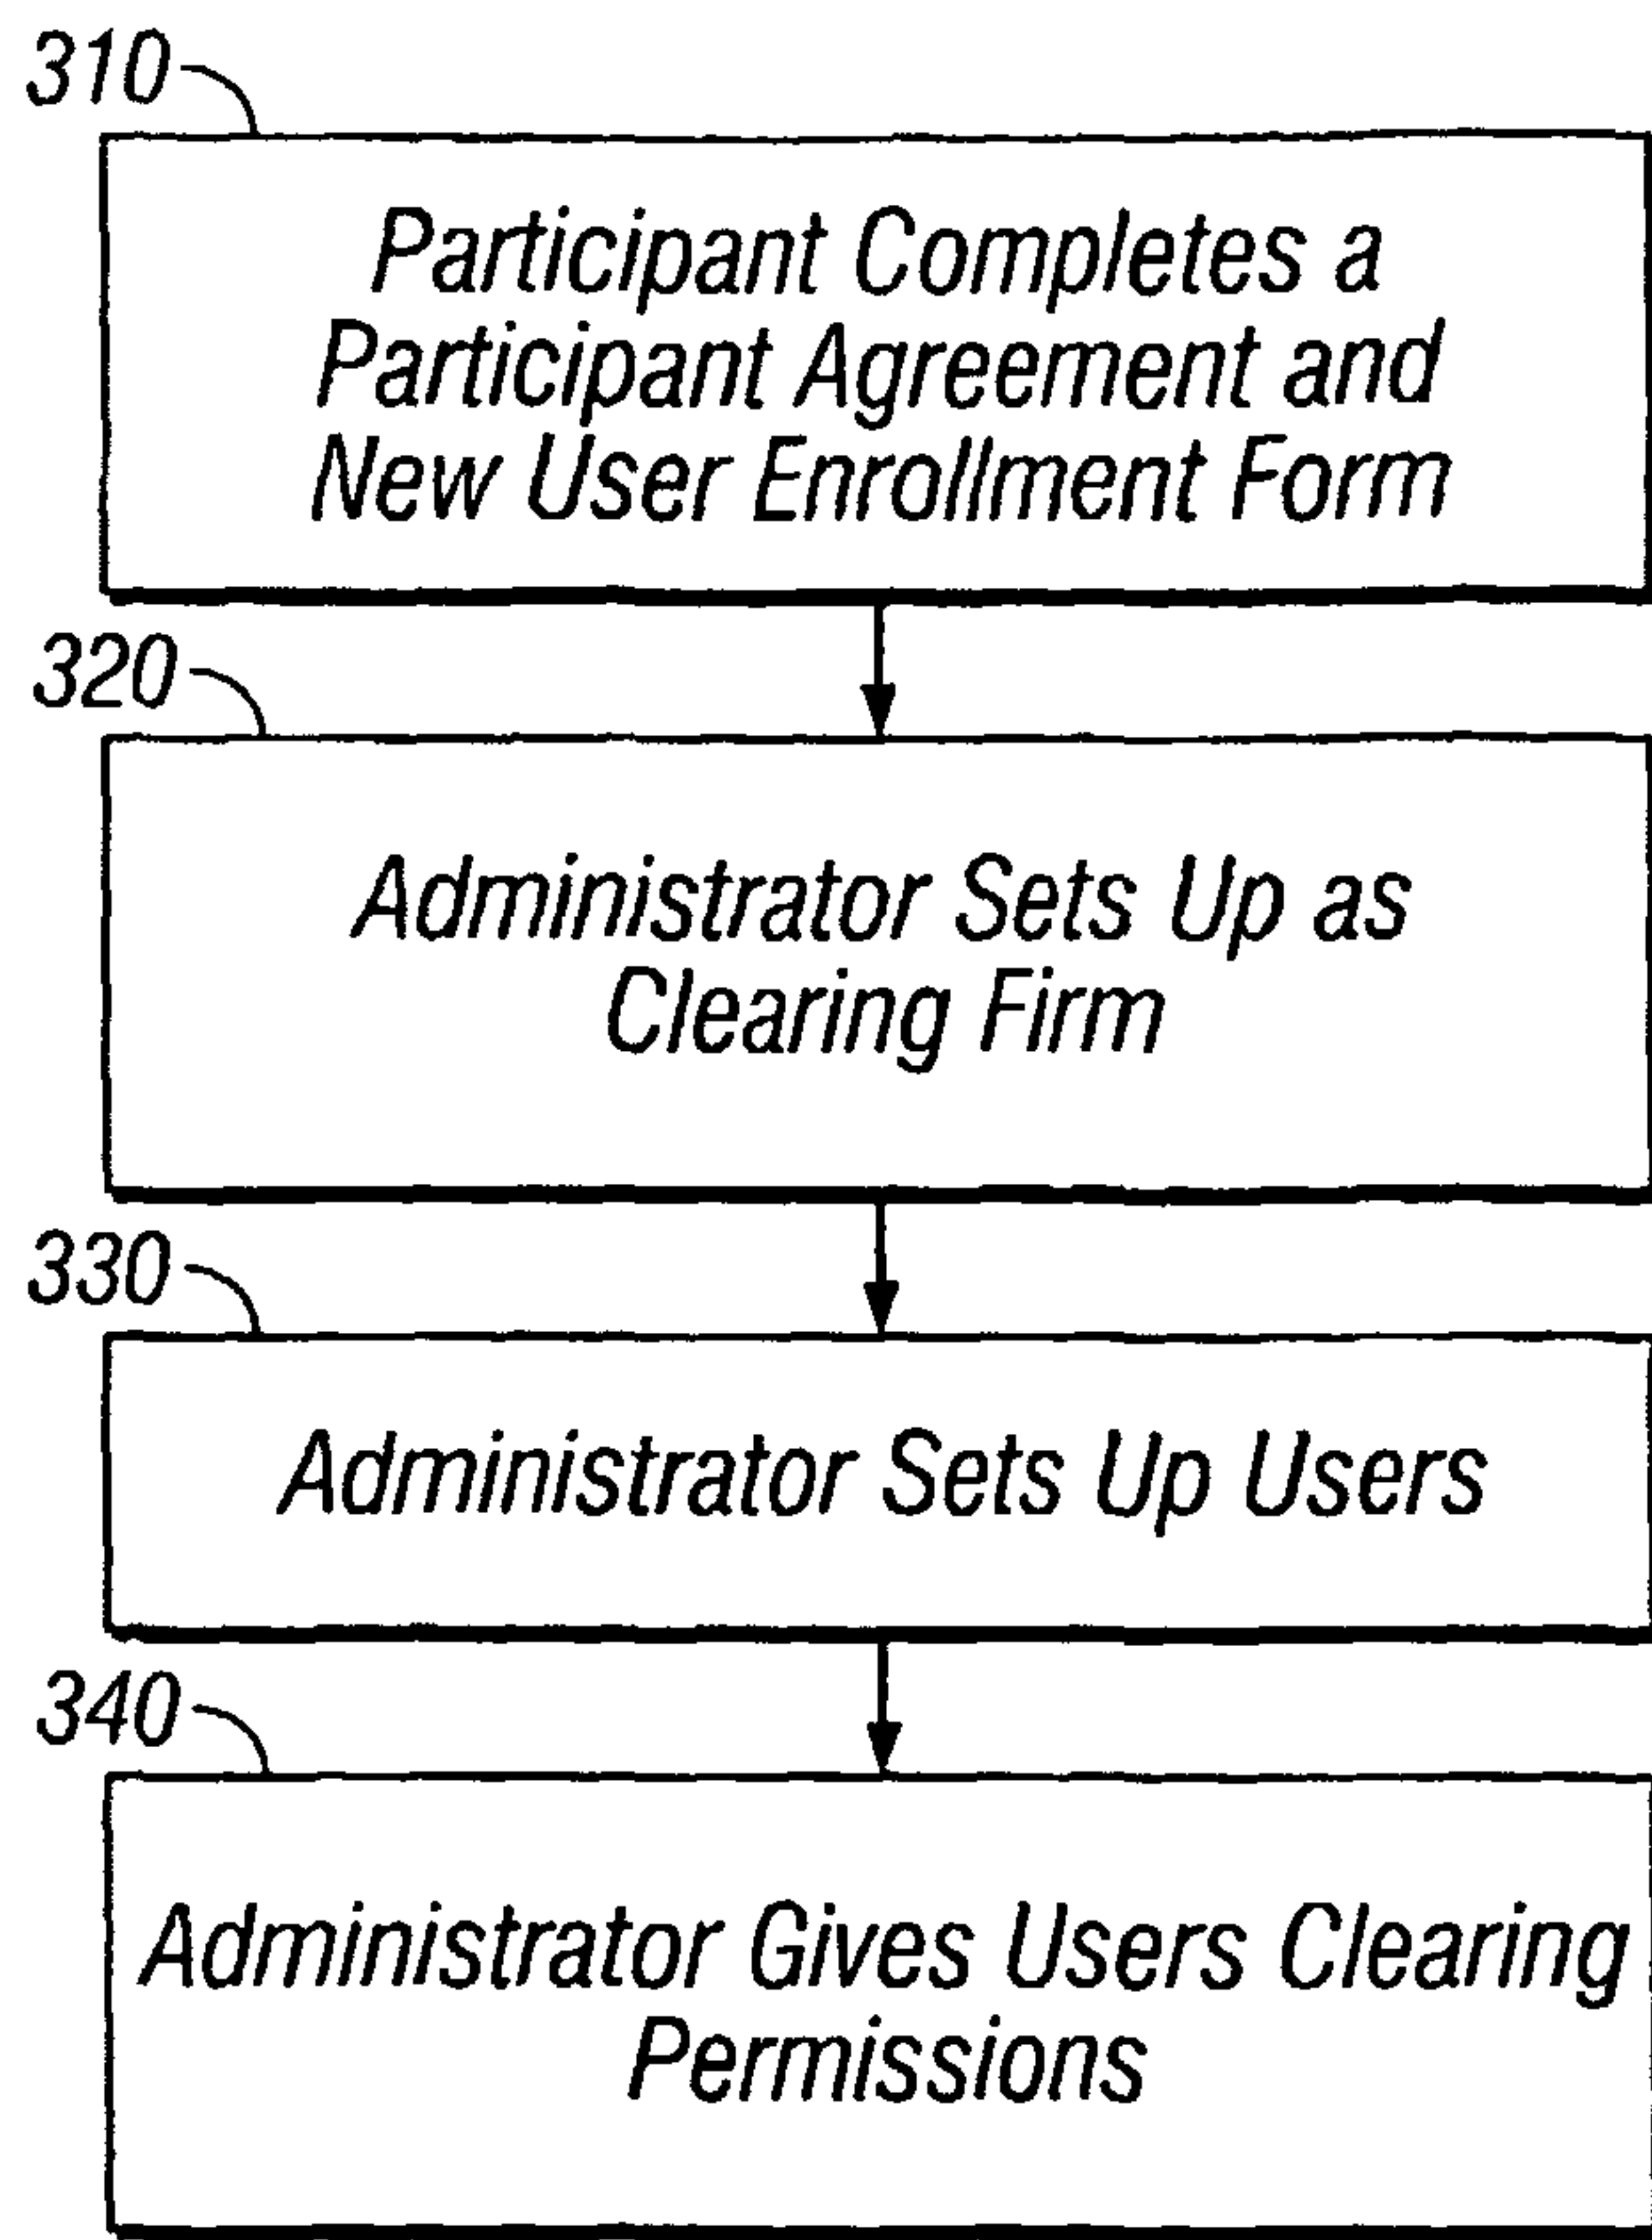 310
Participant Completes a
Participant Agreement and
New User Enrollment Form
320
Administrator Sets Up as
Clearing Firm
330
Administrator Sets Up Users
340
Administrator Gives Users Clearing
Permissions